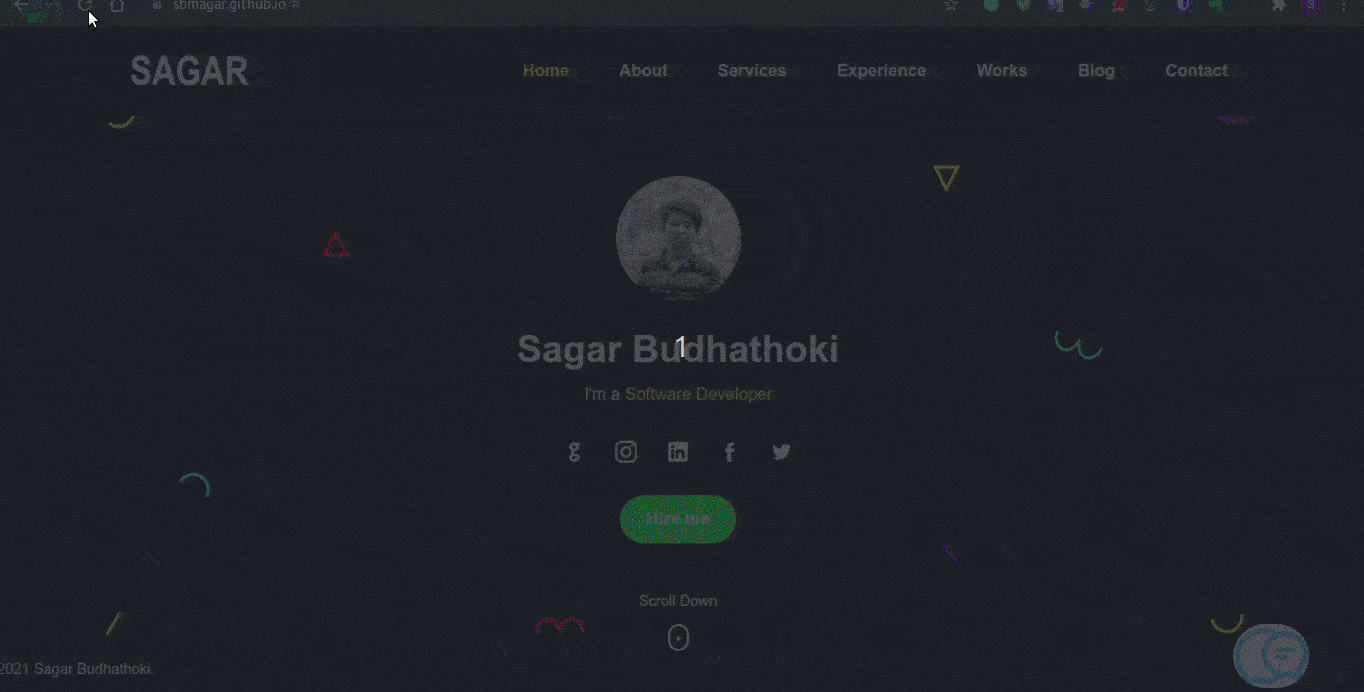 sbmagar.github.io
SAGAR
Home About Services Experience Works Blog Contact
Sagar Budhathoki
1
I'm a Software Developer
Hire me
Scroll Down
2021 Sagar Budhathoki.